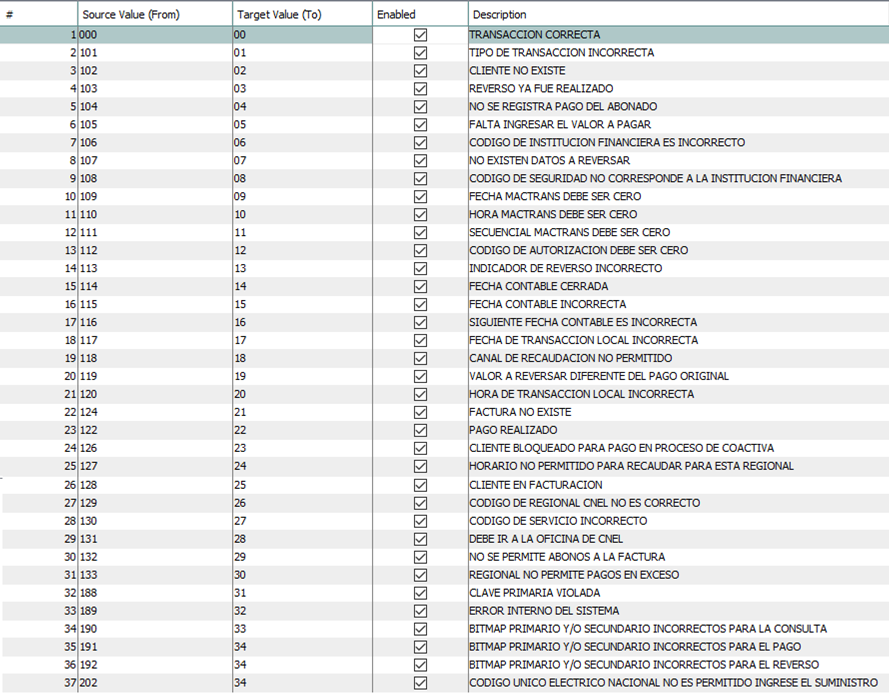 # Source Value (From) Target Value (To) Enabled Description
1 000 00 TRANSACCION CORRECTA
2 101 01 TIPO DE TRANSACCION INCORRECTA
3 102 02 CLIENTE NO EXISTE
4 103 03 REVERSO YA FUE REALIZADO
5 104 04 NO SE REGISTRA PAGO DEL ABONADO
6 105 05 FALTA INGRESAR EL VALOR A PAGAR
7 106 06 CODIGO DE INSTITUCION FINANCIERA ES INCORRECTO
8 107 07 NO EXISTEN DATOS A REVERSAR
9 108 08 CODIGO DE SEGURIDAD NO CORRESPONDE A LA INSTITUCION FINANCIERA
10 109 09 FECHA MACTRANS DEBE SER CERO
11 110 10 HORA MACTRANS DEBE SER CERO
12 111 11 SECUENCIAL MACTRANS DEBE SER CERO
13 112 12 CODIGO DE AUTORIZACION DEBE SER CERO
14 113 13 INDICADOR DE REVERSO INCORRECTO
15 114 14 FECHA CONTABLE CERRADA
16 115 15 FECHA CONTABLE INCORRECTA
17 116 16 SIGUIENTE FECHA CONTABLE ES INCORRECTA
18 117 17 FECHA DE TRANSACCION LOCAL INCORRECTA
19 118 18 CANAL DE RECAUDACION NO PERMITIDO
20 119 19 VALOR A REVERSAR DIFERENTE DEL PAGO ORIGINAL
21 120 20 HORA DE TRANSACCION LOCAL INCORRECTA
22 124 21 FACTURA NO EXISTE
23 122 22 PAGO REALIZADO
24 126 23 CLIENTE BLOQUEADO PARA PAGO EN PROCESO DE COACTIVA
25 127 24 HORARIO NO PERMITIDO PARA RECAUDAR PARA ESTA REGIONAL
26 128 25 CLIENTE EN FACTURACION
27 129 26 CODIGO DE REGIONAL CNEL NO ES CORRECTO
28 130 27 CODIGO DE SERVICIO INCORRECTO
29 131 28 DEBE IR A LA OFICINA DE CNEL
30 132 29 NO SE PERMITE ABONOS A LA FACTURA
31 133 30 REGIONAL NO PERMITE PAGOS EN EXCESO
32 188 31 CLAVE PRIMARIA VIOLADA
33 189 32 ERROR INTERNO DEL SISTEMA
34 190 33 BITMAP PRIMARIO Y/O SECUNDARIO INCORRECTOS PARA LA CONSULTA
35 191 34 BITMAP PRIMARIO Y/O SECUNDARIO INCORRECTOS PARA EL PAGO
36 192 34 BITMAP PRIMARIO Y/O SECUNDARIO INCORRECTOS PARA EL REVERSO
37 202 34 CODIGO UNICO ELECTRICO NACIONAL NO ES PERMITIDO INGRESE EL SUMINISTRO